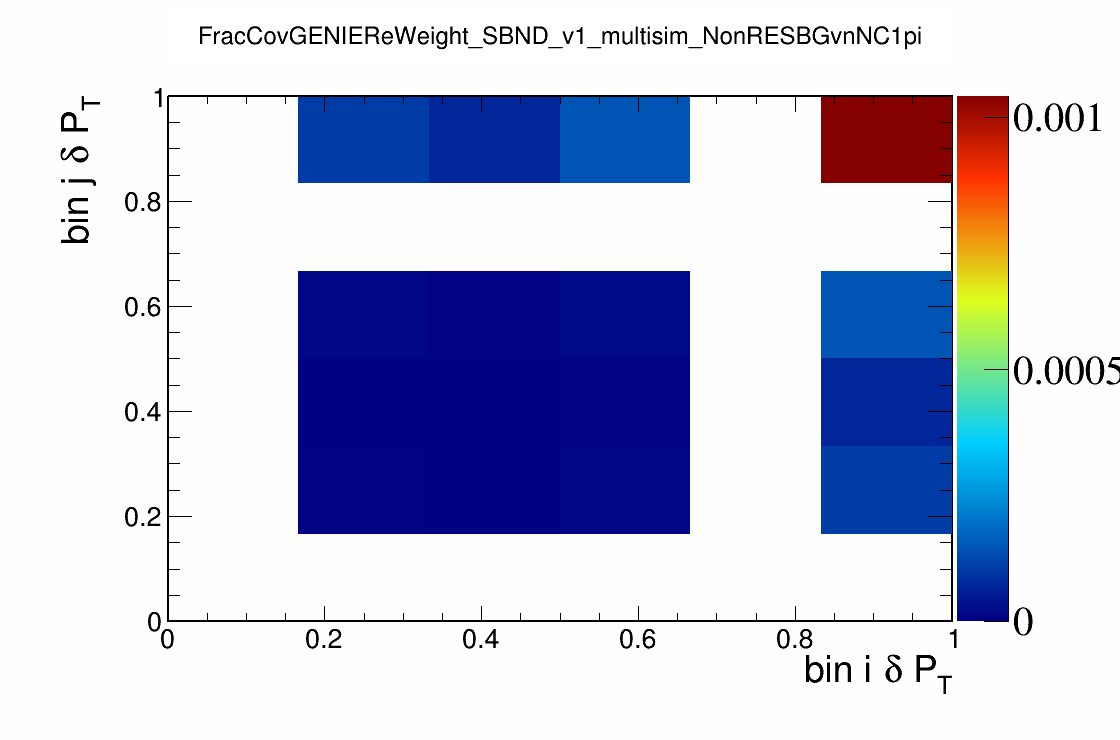 FracCovGENIEReWeight_SBND_v1_multisim_NonRESBGvnNC1pi
bin j δ P_T
1
0.8
0.6
0.4
0.2
0
0 0.2 0.4 0.6 0.8 1
bin i δ P_T
0.001
0.0005
0